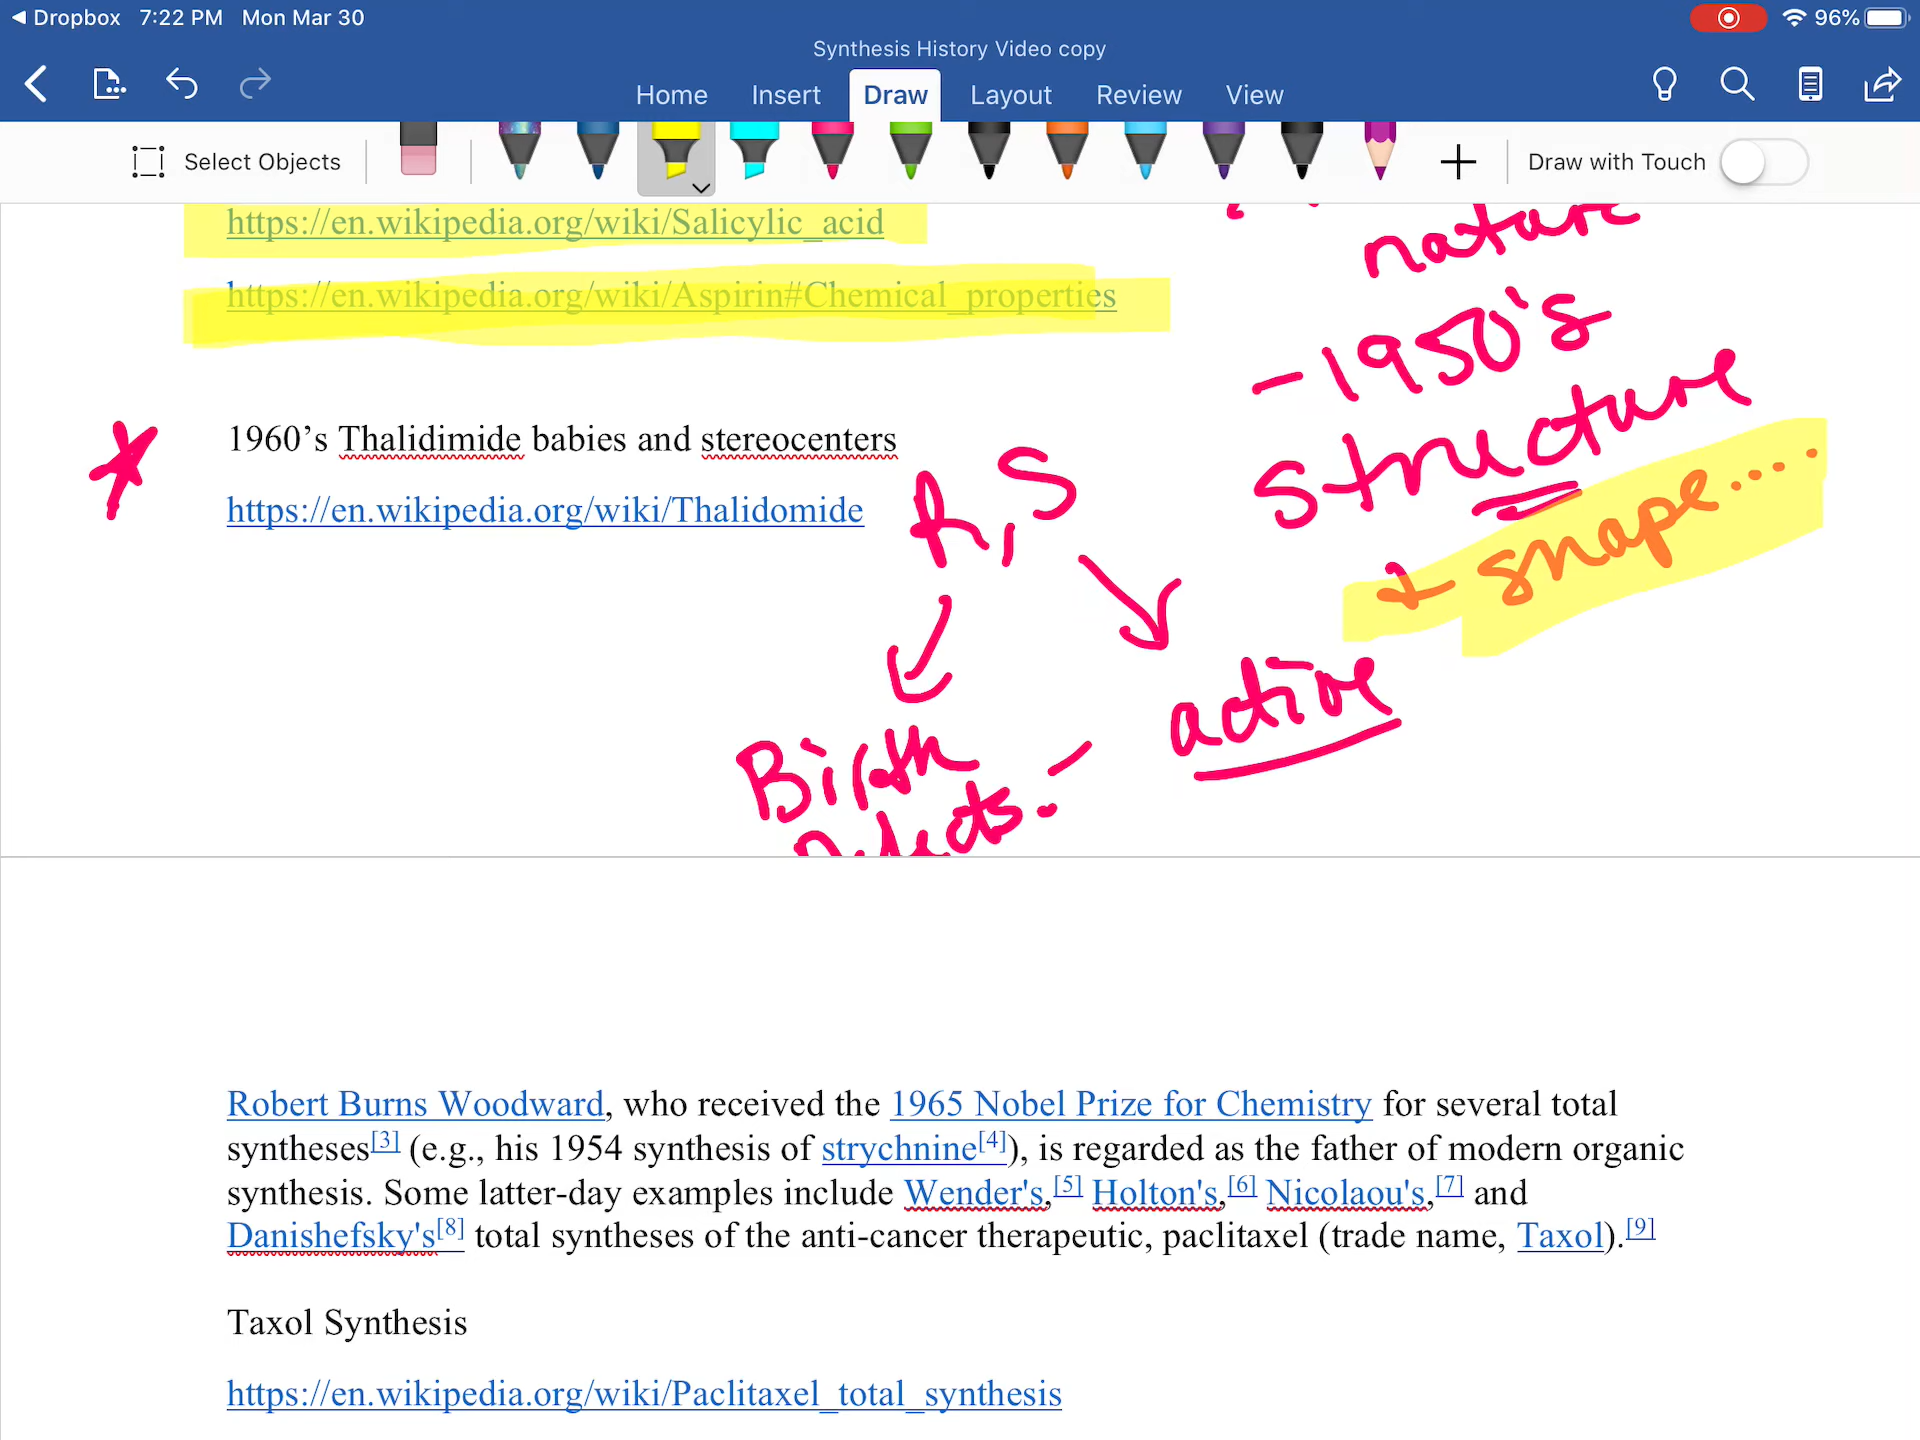 Dropbox 7:22 PM Mon Mar 30
96%
Synthesis History Video copy
Home Insert Draw Layout Review View
Select Objects
Draw with Touch
https://en.wikipedia.org/wiki/Salicylic_acid
nature
https://en.wikipedia.org/wiki/Aspirin#Chemical_properties
-1950's
structure
+ shape....
1960’s Thalidimide babies and stereocenters
https://en.wikipedia.org/wiki/Thalidomide
R,S
active
Birth
Defects.
Robert Burns Woodward, who received the 1965 Nobel Prize for Chemistry for several total
syntheses[3] (e.g., his 1954 synthesis of strychnine[4]), is regarded as the father of modern organic
synthesis. Some latter-day examples include Wender's,[5] Holton's,[6] Nicolaou's,[7] and
Danishefsky's[8] total syntheses of the anti-cancer therapeutic, paclitaxel (trade name, Taxol).[9]
Taxol Synthesis
https://en.wikipedia.org/wiki/Paclitaxel_total_synthesis